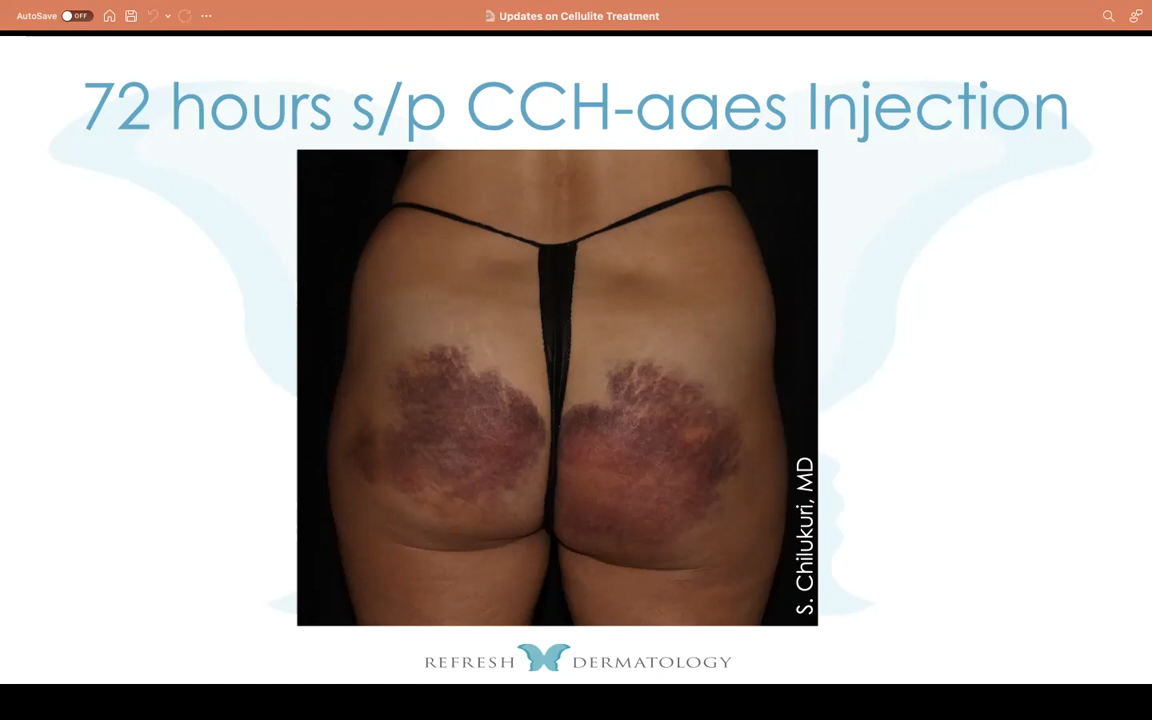 AutoSave OFF
Updates on Cellulite Treatment
72 hours s/p CCH-aaes Injection
S. Chilukuri, MD
REFRESH DERMATOLOGY